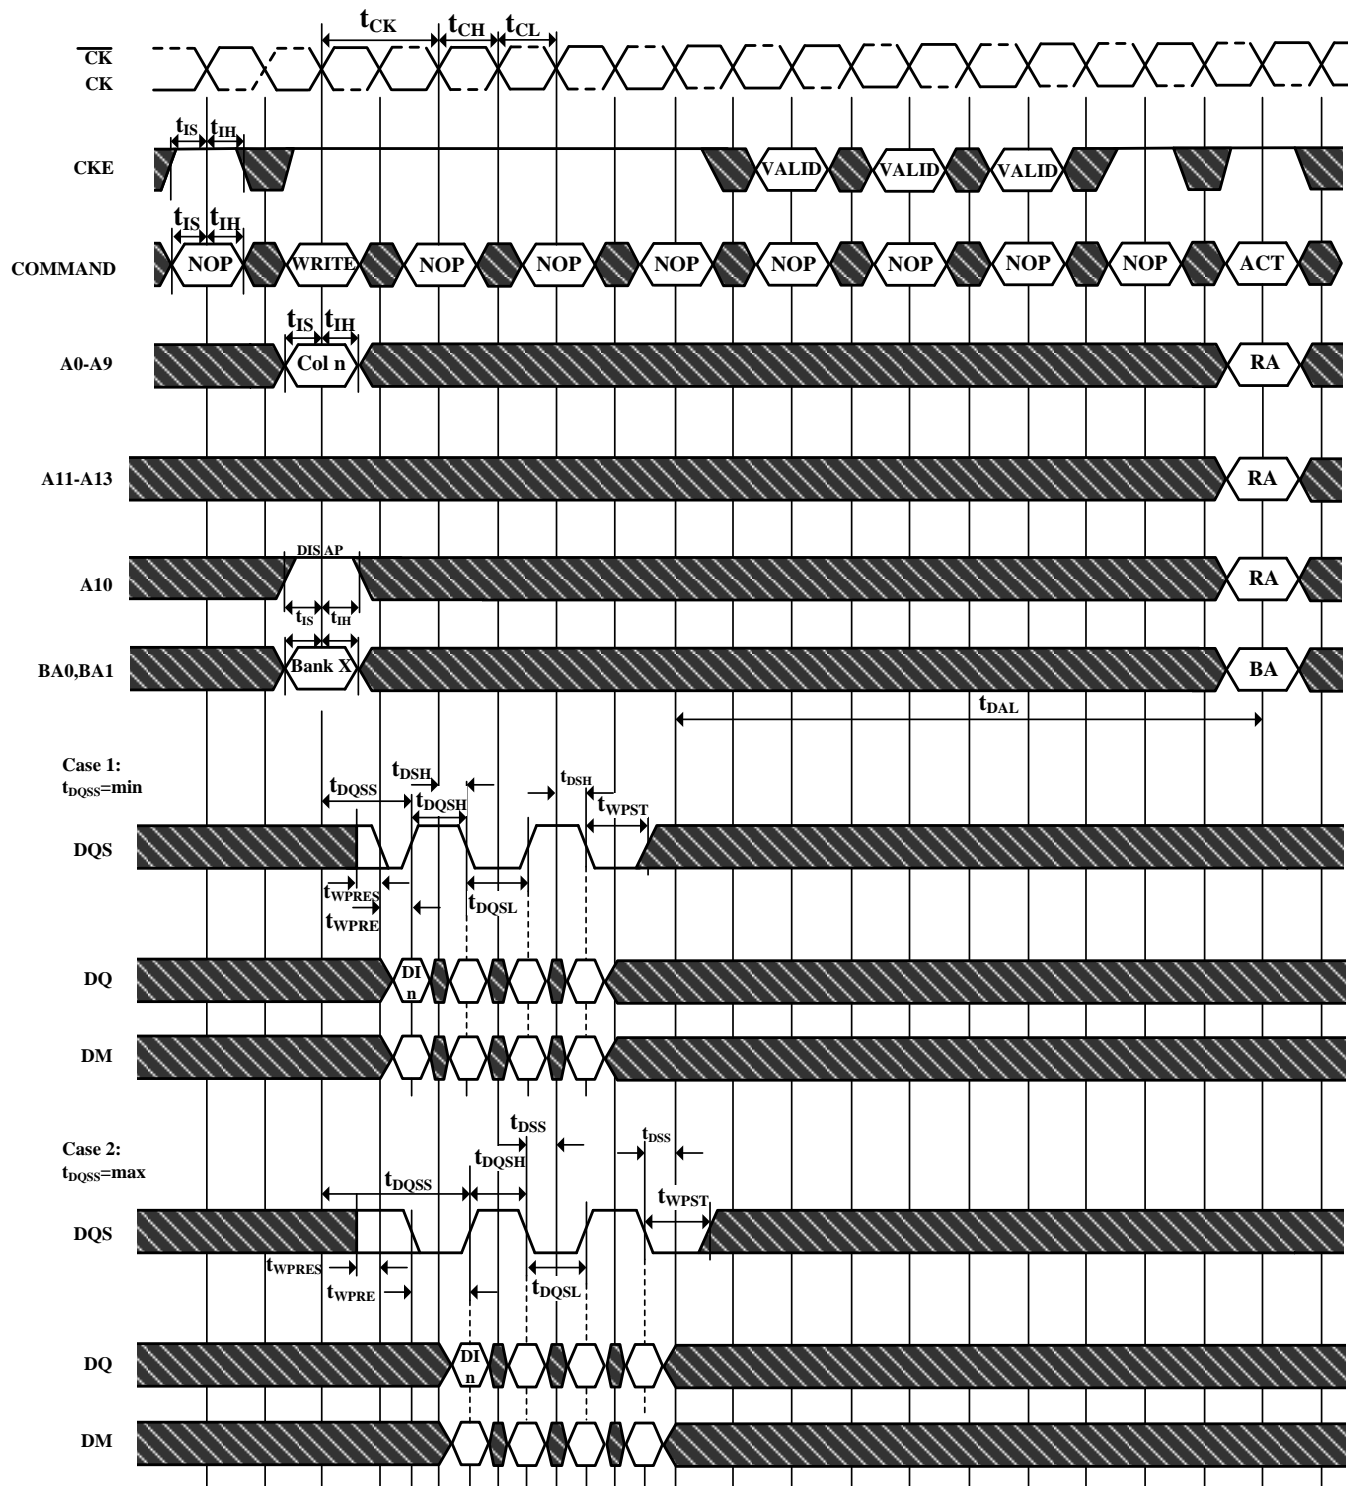 tCK tCH tCL
CK
CK
tIS tIH
CKE VALID VALID VALID
tIS tIH
COMMAND NOP WRITE NOP NOP NOP NOP NOP NOP NOP ACT
tIS tIH
A0-A9 Col n RA
A11-A13 RA
DIS AP
A10 RA
tIS tIH
BA0,BA1 Bank X BA
tDAL
Case 1:
tDQSS=min
tDQSS tDSH tDQSH tDSH tWPST
DQS
tWPRES
tWPRE tDQSL
DQ DI n
DM
Case 2:
tDQSS=max
tDQSS tDQSH tDSS tDSS tWPST
DQS
tWPRES
tWPRE tDQSL
DQ DI n
DM